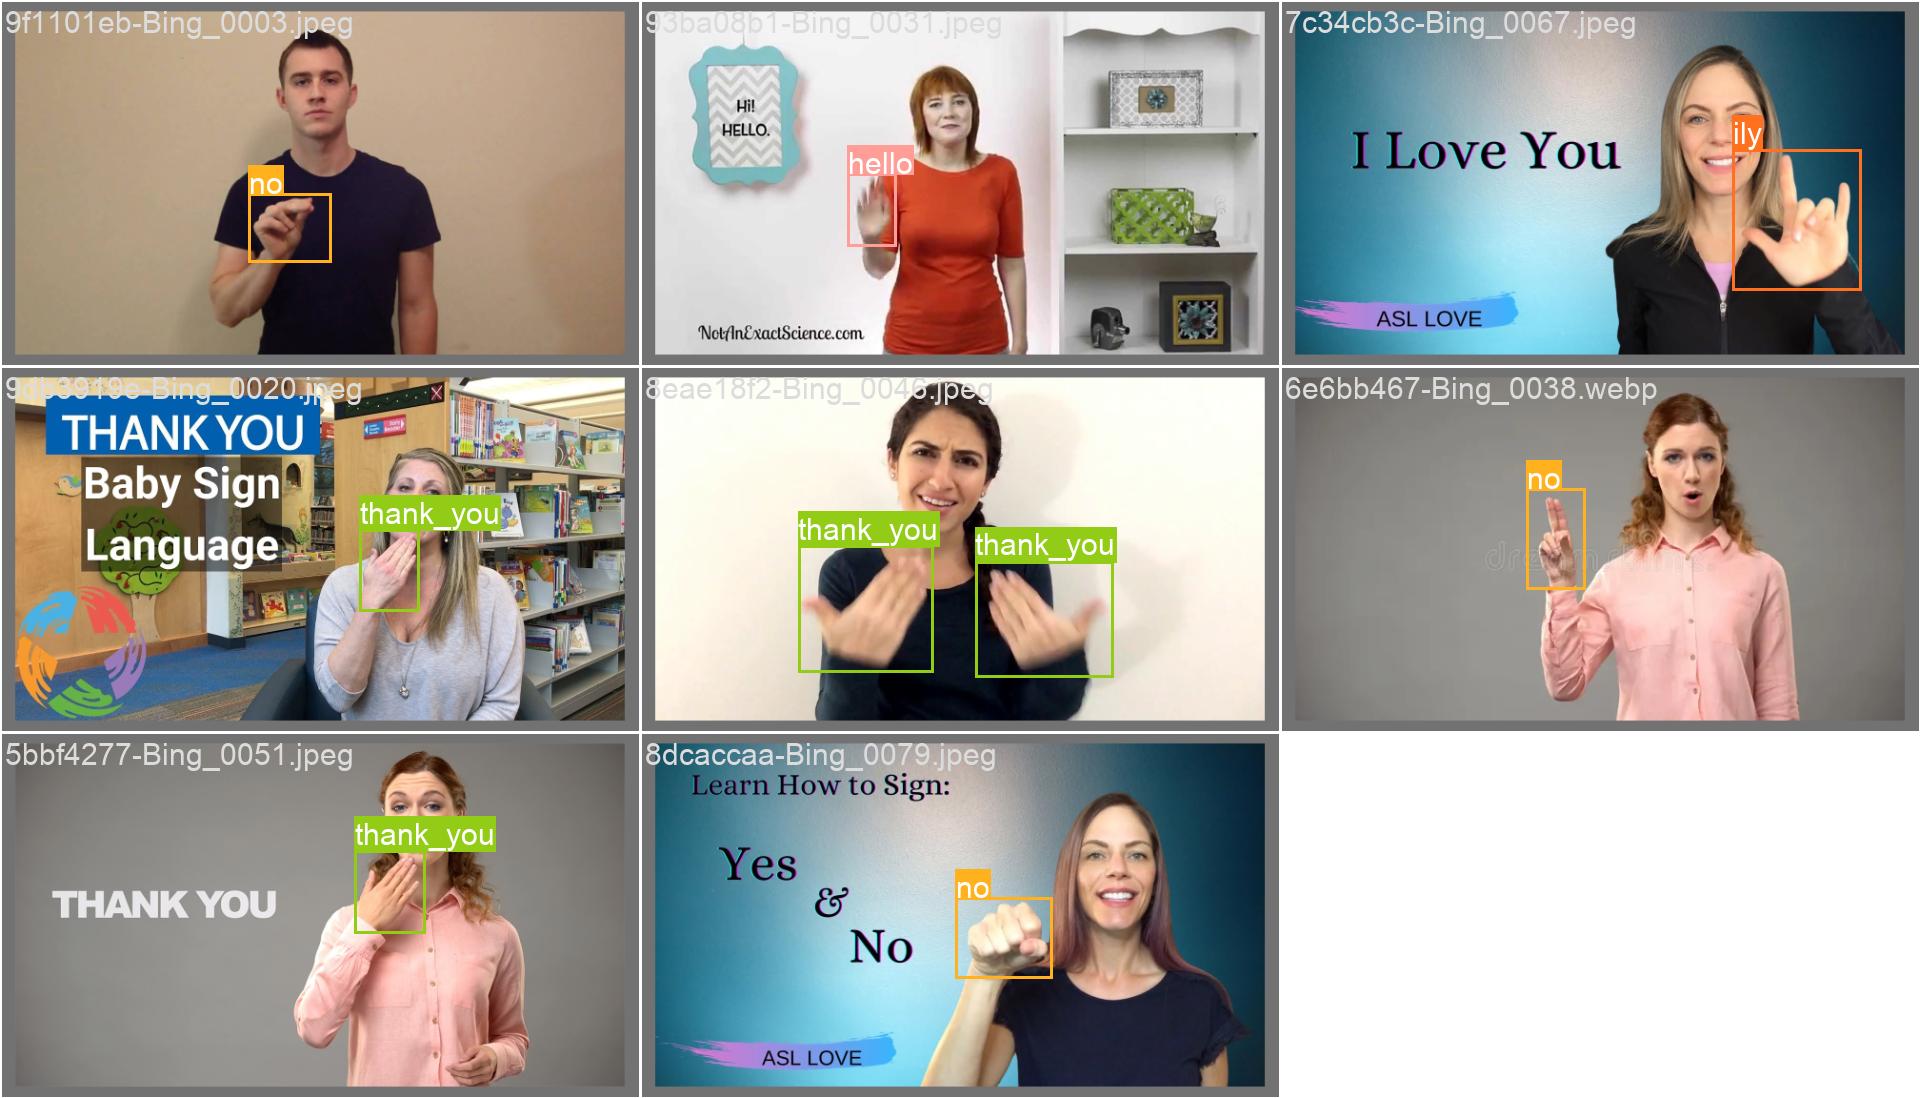 9f1101eb-Bing_0003.jpeg
no
93ba08b1-Bing_0031.jpeg
Hi!
HELLO.
hello
NotAnExactScience.com
7c34cb3c-Bing_0067.jpeg
ily
I Love You
ASL LOVE
9db3919e-Bing_0020.jpeg
THANK YOU
Baby Sign
Language
thank_you
8eae18f2-Bing_0046.jpeg
thank_you
thank_you
6e6bb467-Bing_0038.webp
no
dreamstime.
5bbf4277-Bing_0051.jpeg
thank_you
THANK YOU
8dcaccaa-Bing_0079.jpeg
Learn How to Sign:
Yes
&
No
no
ASL LOVE